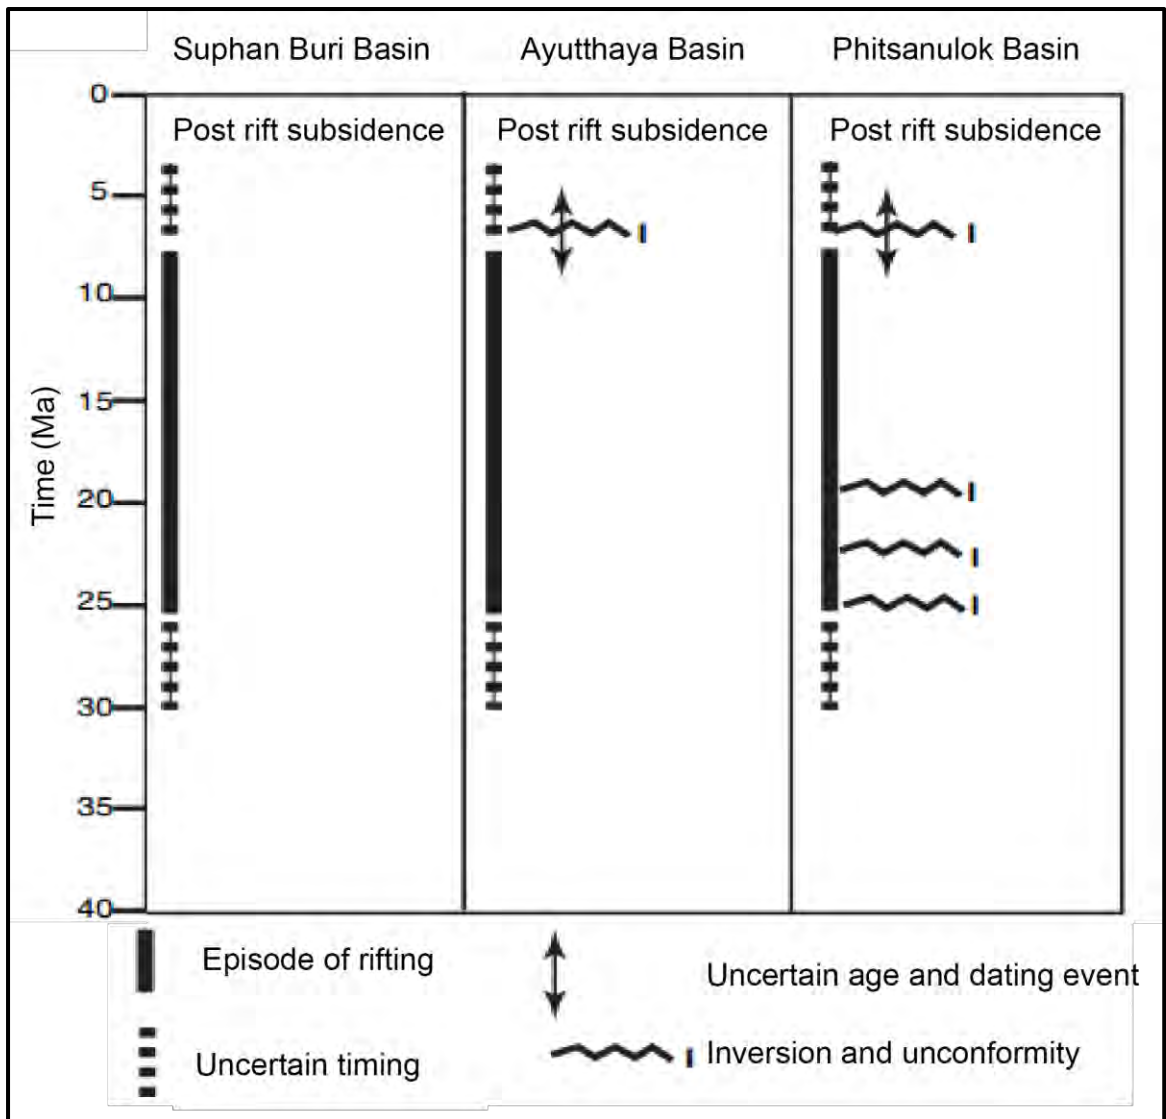 Suphan Buri Basin Ayutthaya Basin Phitsanulok Basin
0
Post rift subsidence Post rift subsidence Post rift subsidence
5
I I
10
15
Time (Ma)
20
I
I
25
I
30
35
40
Episode of rifting
Uncertain age and dating event
Uncertain timing
I Inversion and unconformity